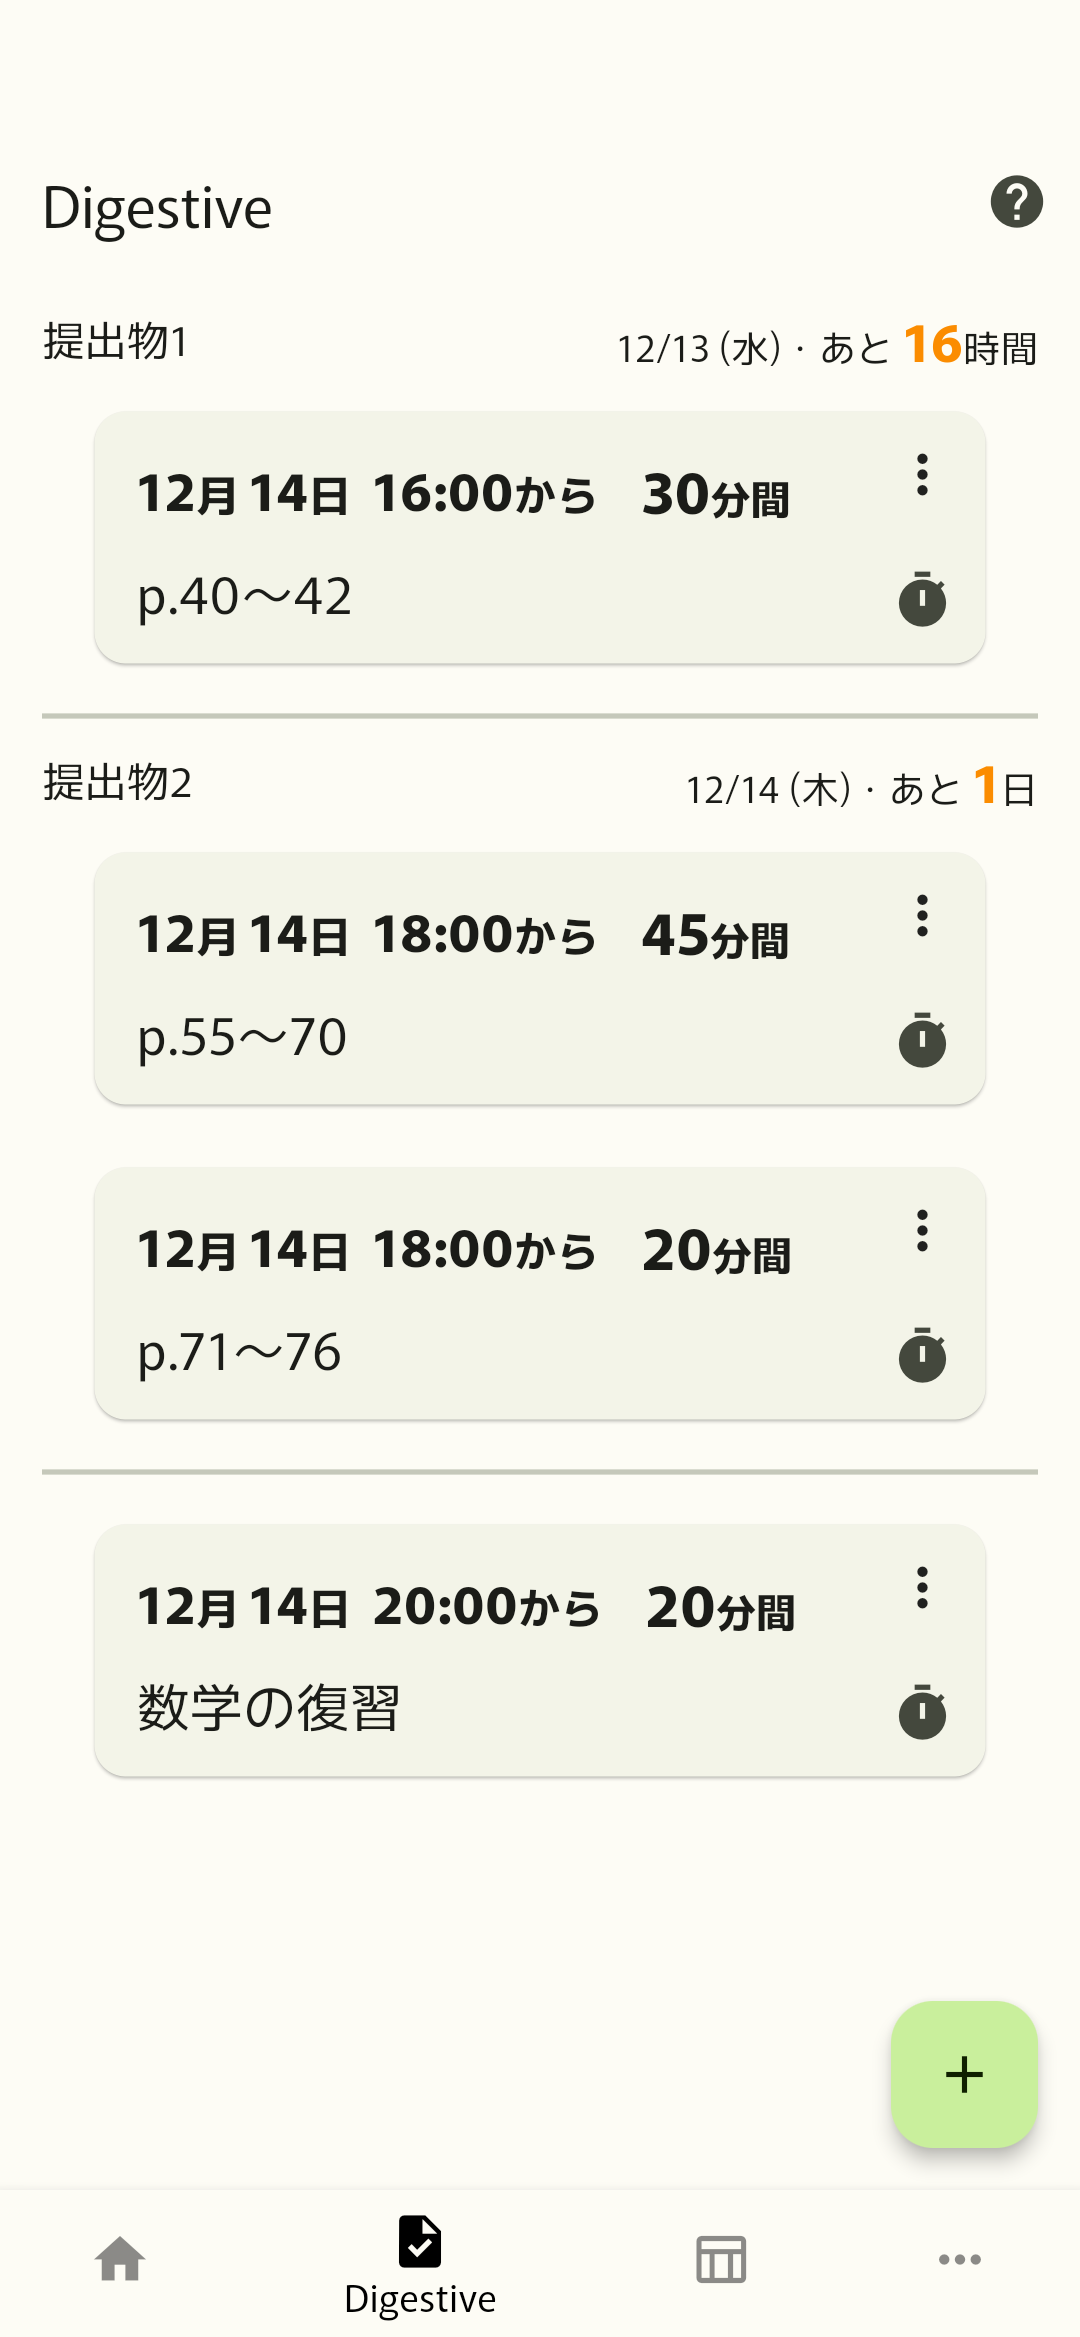 Digestive
提出物1
12/13 (水)・あと 16時間
12月 14日 16:00から 30分間
p.40〜42
提出物2
12/14 (木)・あと 1日
12月 14日 18:00から 45分間
p.55〜70
12月 14日 18:00から 20分間
p.71〜76
12月 14日 20:00から 20分間
数学の復習
Digestive